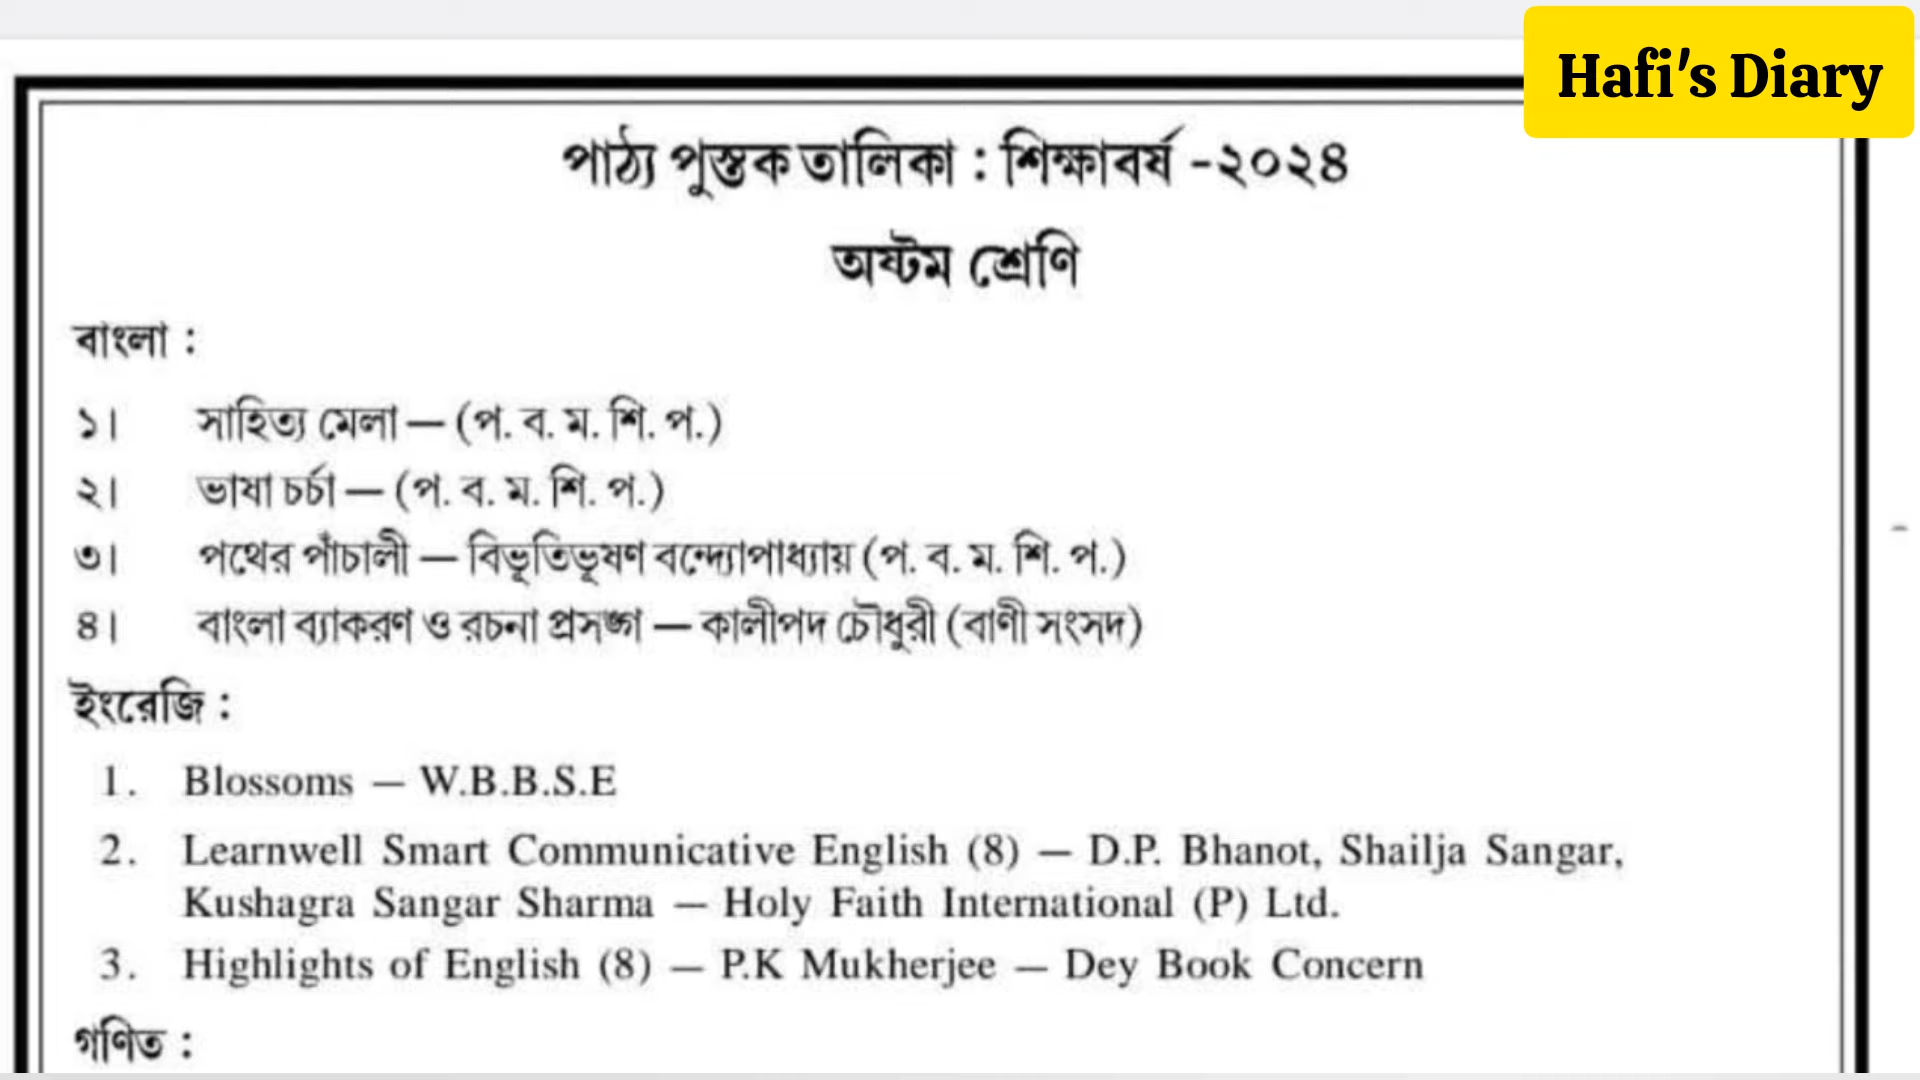 Hafi's Diary
পাঠ্য পুস্তক তালিকা : শিক্ষাবর্ষ -২০২৪
অষ্টম শ্রেণি
বাংলা :
১। সাহিত্য মেলা — (প. ব. ম. শি. প.)
২। ভাষা চর্চা — (প. ব. ম. শি. প.)
৩। পথের পাঁচালী — বিভূতিভূষণ বন্দ্যোপাধ্যায় (প. ব. ম. শি. প.)
৪। বাংলা ব্যাকরণ ও রচনা প্রসঙ্গ — কালীপদ চৌধুরী (বাণী সংসদ)
ইংরেজি :
1. Blossoms — W.B.B.S.E
2. Learnwell Smart Communicative English (8) — D.P. Bhanot, Shailja Sangar,
Kushagra Sangar Sharma — Holy Faith International (P) Ltd.
3. Highlights of English (8) — P.K Mukherjee — Dey Book Concern
গণিত :